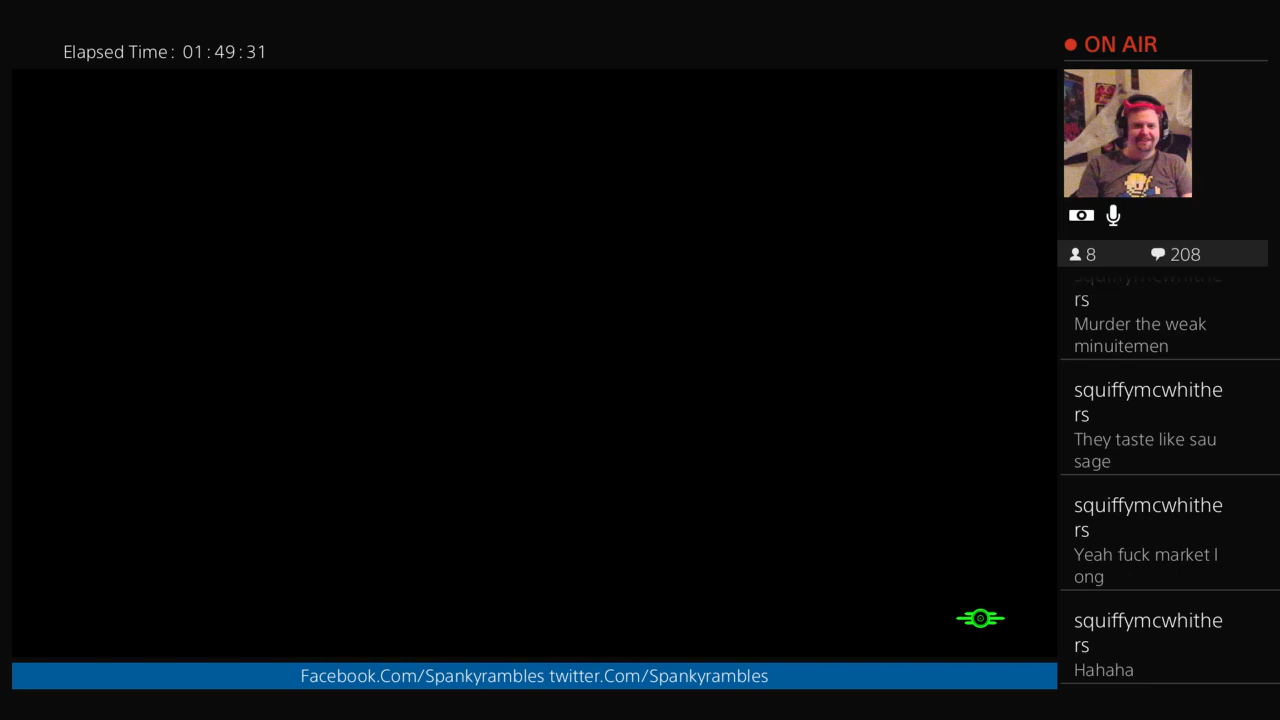 Elapsed Time: 01:49:31
ON AIR
8 208
squiffymcwhithe
rs
Murder the weak
minuitemen
squiffymcwhithe
rs
They taste like sau
sage
squiffymcwhithe
rs
Yeah fuck market l
ong
squiffymcwhithe
rs
Hahaha
Facebook.Com/Spankyrambles twitter.Com/Spankyrambles